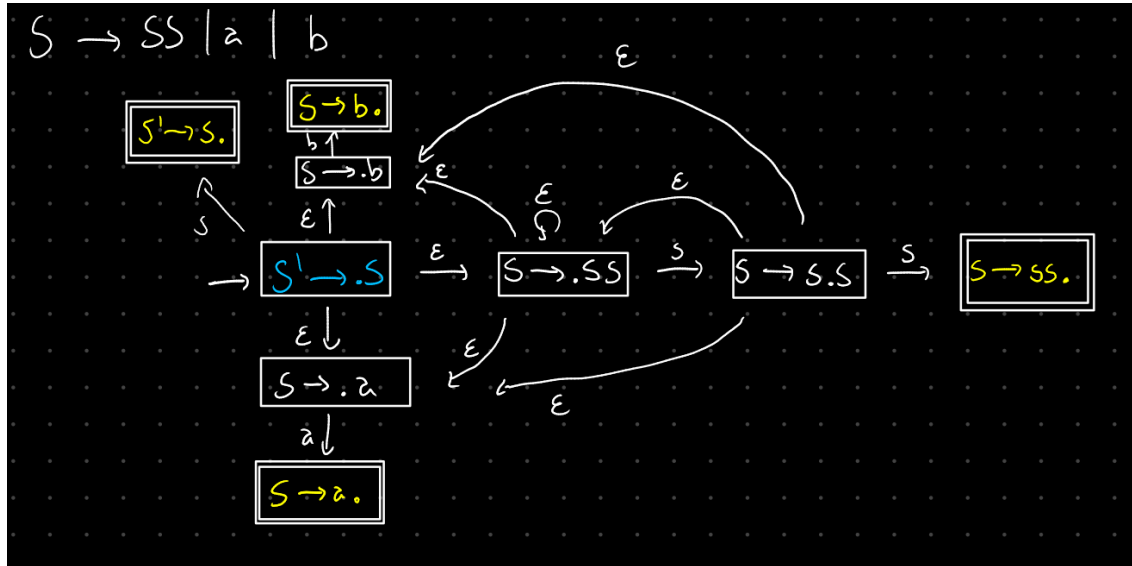 S → SS | a | b
ε
S → b.
S' → S.
b
S → .b
ε
ε
ε
ε
S
S' → .S
ε
S → .SS
S
S → S.S
S
S → SS.
ε
ε
S → .a
ε
a
S → a.